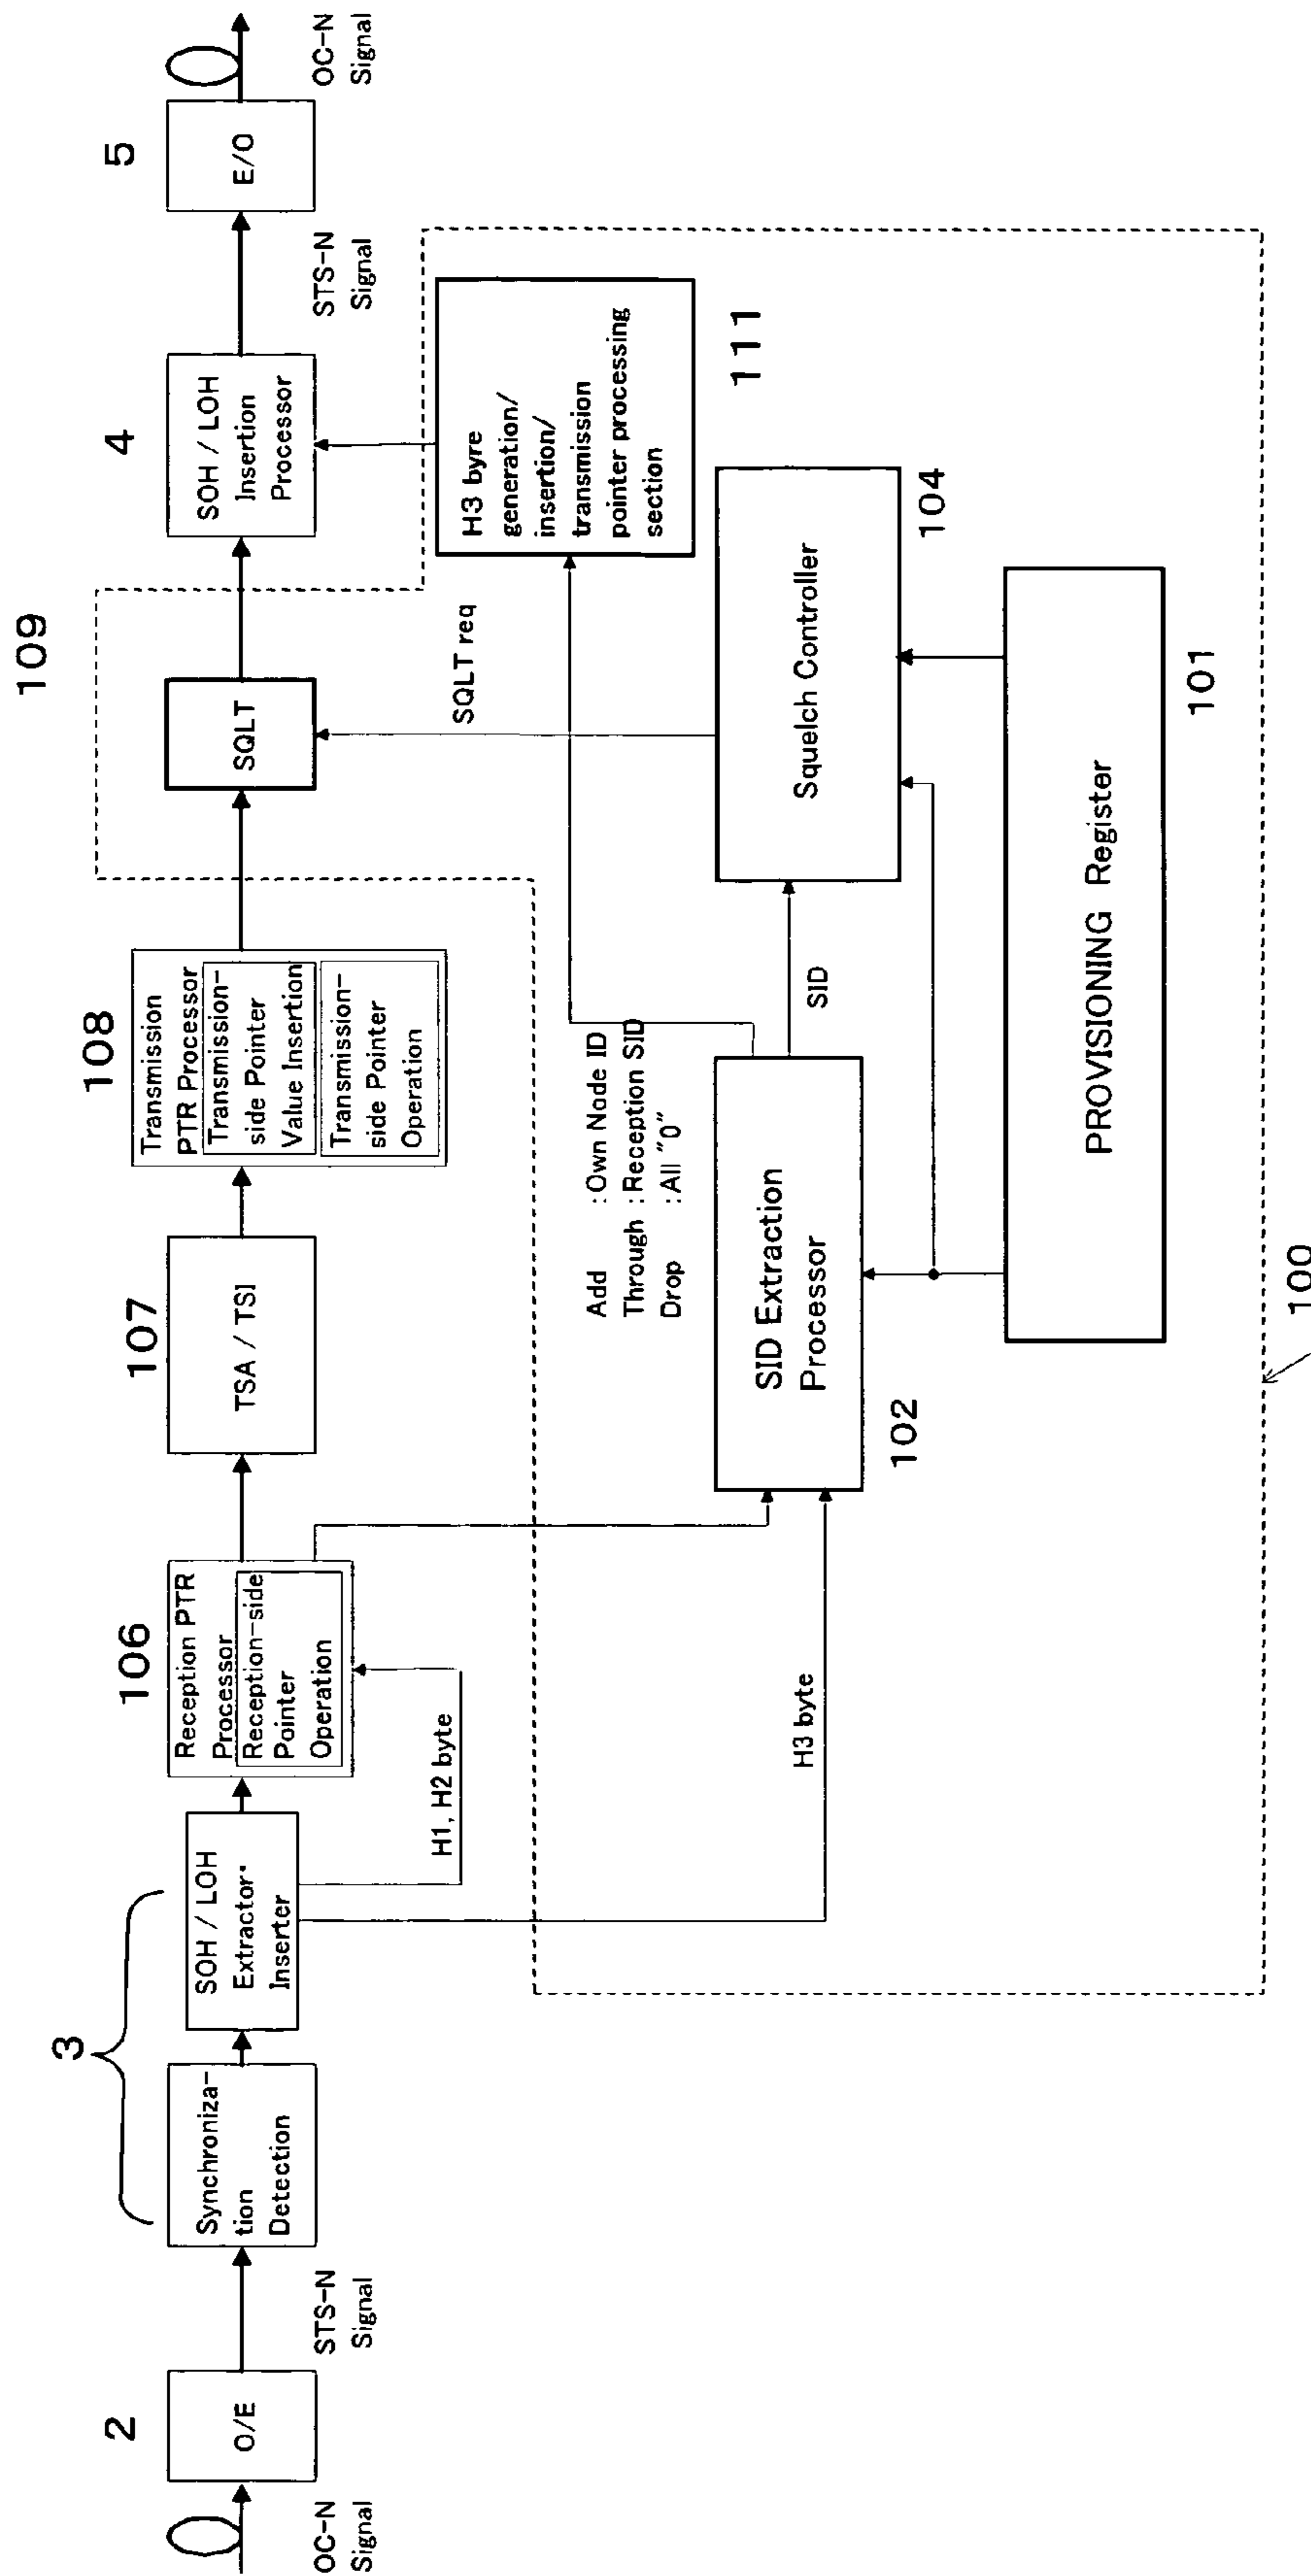 OC-N
Signal
2
O/E
STS-N
Signal
3
Synchroniza-
tion
Detection
SOH / LOH
Extractor·
Inserter
H1, H2 byte
H3 byte
106
Reception PTR
Processor
Reception-side
Pointer
Operation
107
TSA / TSI
108
Transmission
PTR Processor
Transmission-
side Pointer
Value Insertion
Transmission-
side Pointer
Operation
109
SQLT
SQLT req
4
SOH / LOH
Insertion
Processor
STS-N
Signal
5
E/O
OC-N
Signal
H3 byre
generation/
insertion/
transmission
pointer processing
section
111
Add : Own Node ID
Through : Reception SID
Drop : All "0"
SID Extraction
Processor
102
SID
Squelch Controller
104
PROVISIONING Register
101
100